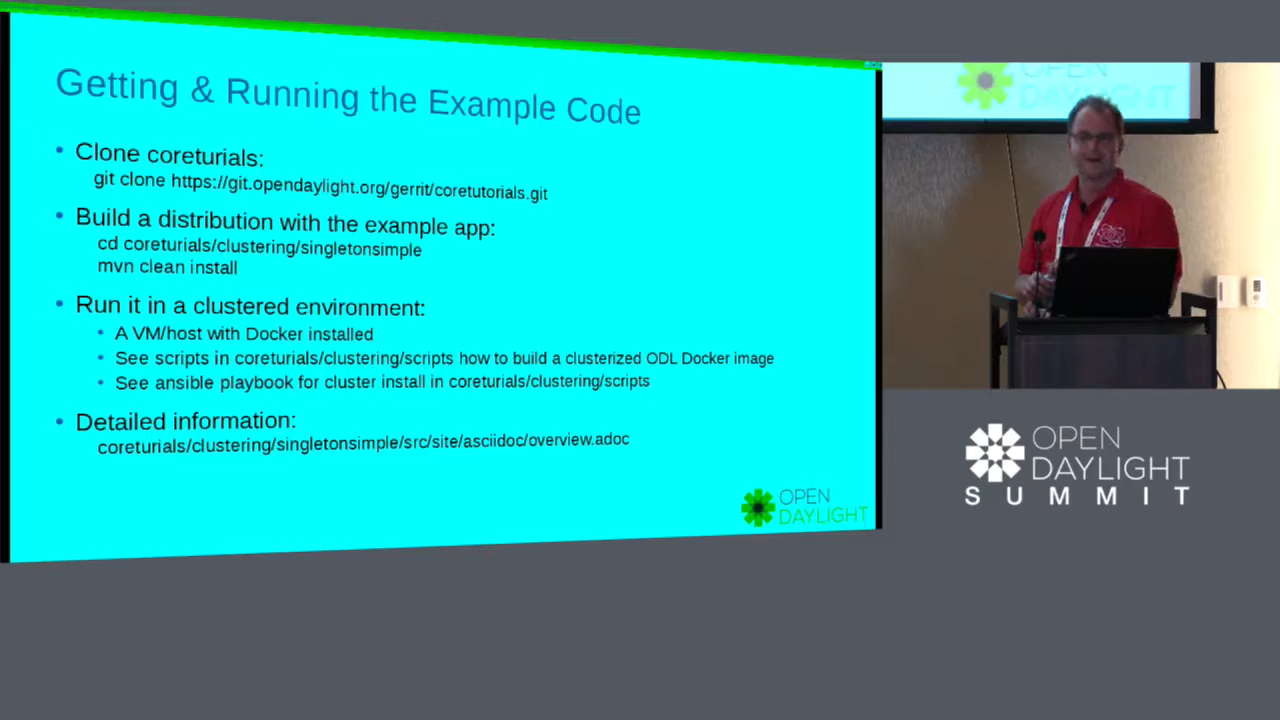 Getting & Running the Example Code
• Clone coreturials:
git clone https://git.opendaylight.org/gerrit/coretutorials.git
• Build a distribution with the example app:
cd coreturials/clustering/singletonsimple
mvn clean install
• Run it in a clustered environment:
• A VM/host with Docker installed
• See scripts in coreturials/clustering/scripts how to build a clusterized ODL Docker image
• See ansible playbook for cluster install in coreturials/clustering/scripts
• Detailed information:
coreturials/clustering/singletonsimple/src/site/asciidoc/overview.adoc
OPEN
DAYLIGHT
OPEN
DAYLIGHT
OPEN
DAYLIGHT
SUMMIT